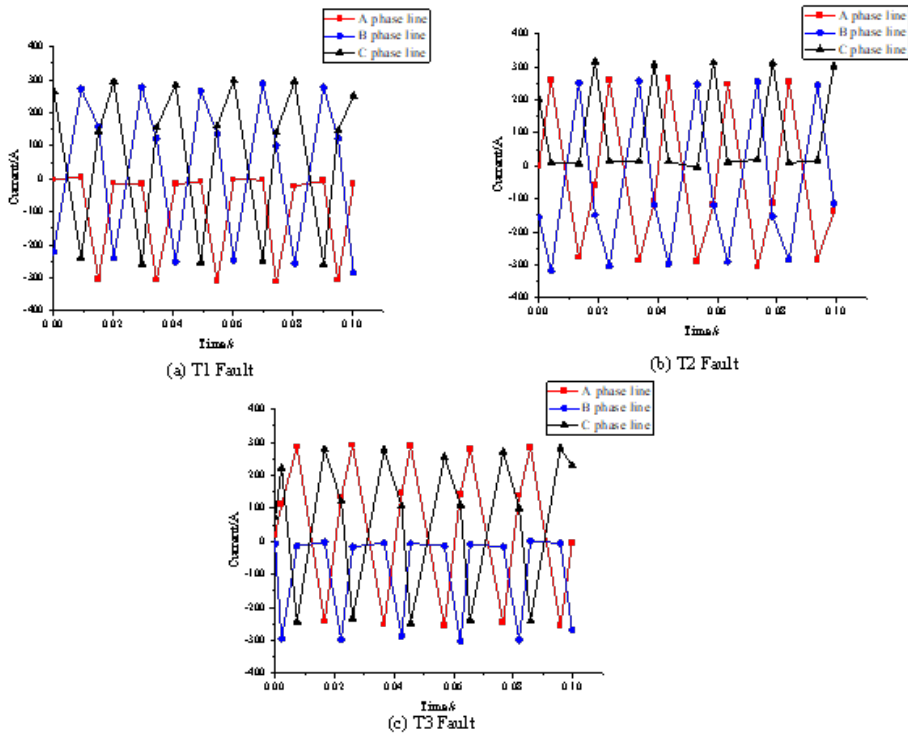 A phase line
B phase line
C phase line
400
300
200
100
0
-100
-200
-300
-400
Current/A
0.00 0.02 0.04 0.06 0.08 0.10
Time/s
(a) T1 Fault
A phase line
B phase line
C phase line
400
300
200
100
0
-100
-200
-300
-400
Current/A
0.00 0.02 0.04 0.06 0.08 0.10
Time/s
(b) T2 Fault
A phase line
B phase line
C phase line
400
300
200
100
0
-100
-200
-300
-400
Current/A
0.00 0.02 0.04 0.06 0.08 0.10
Time/s
(c) T3 Fault